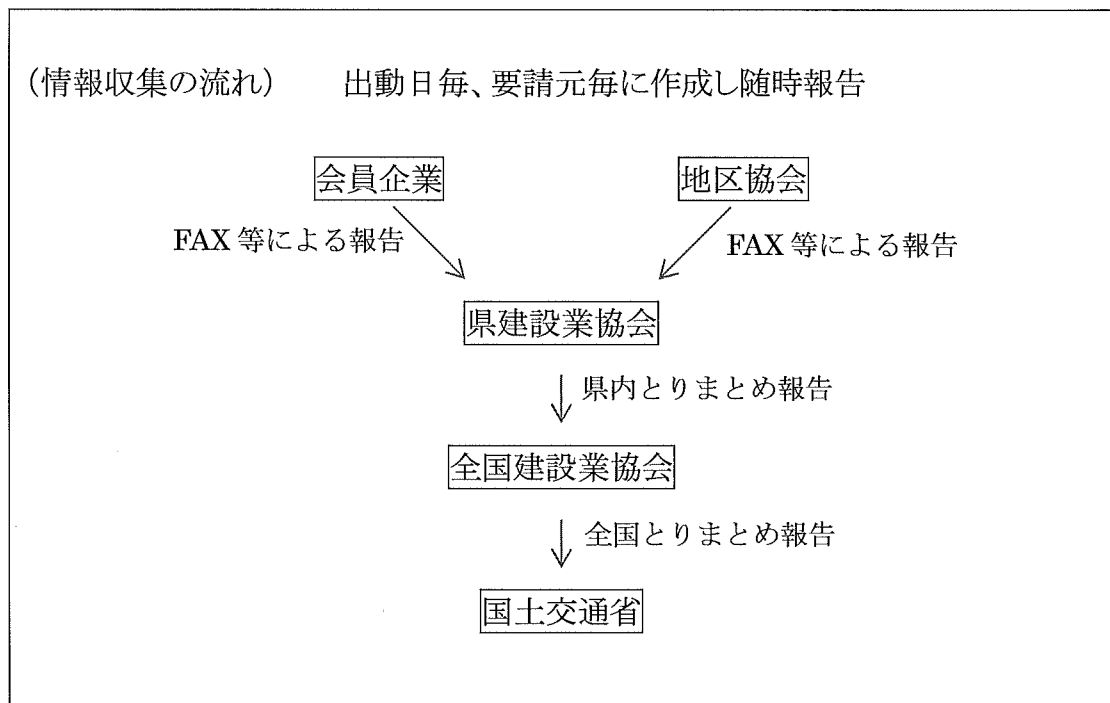 （情報収集の流れ）　出動日毎、要請元毎に作成し随時報告
会員企業　地区協会
FAX 等による報告　FAX 等による報告
県建設業協会
県内とりまとめ報告
全国建設業協会
全国とりまとめ報告
国土交通省